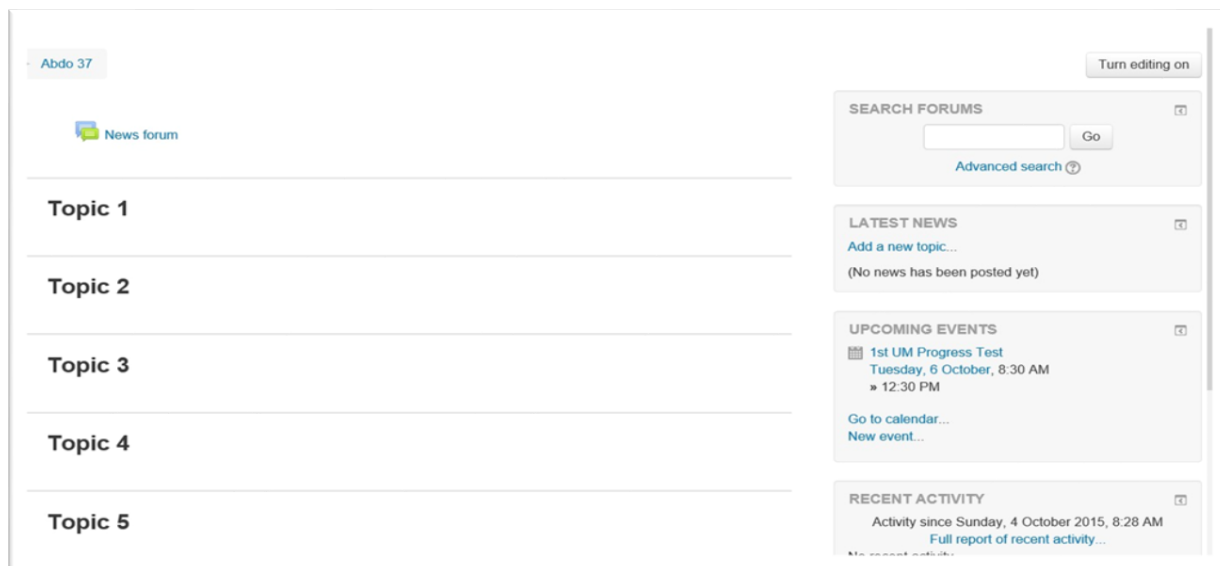 Abdo 37
Turn editing on
News forum
Topic 1
Topic 2
Topic 3
Topic 4
Topic 5
SEARCH FORUMS
Go
Advanced search
LATEST NEWS
Add a new topic...
(No news has been posted yet)
UPCOMING EVENTS
1st UM Progress Test
Tuesday, 6 October, 8:30 AM
» 12:30 PM
Go to calendar...
New event...
RECENT ACTIVITY
Activity since Sunday, 4 October 2015, 8:28 AM
Full report of recent activity...
No recent activity